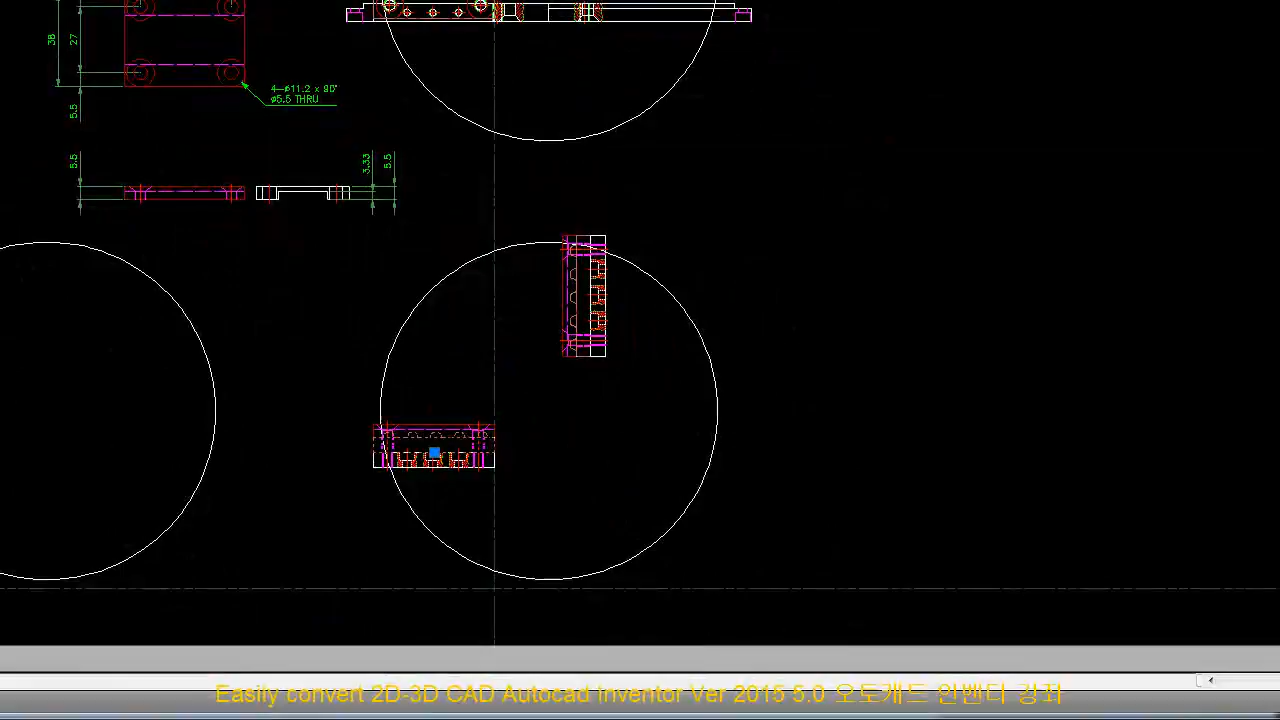 38
27
5.5
4-ø11.2 x 90°
ø5.5 THRU
5.5
3.33
5.5
Easily convert 2D-3D CAD Autocad Inventor Ver 2015 5.0 오토캐드 인벤터 강좌